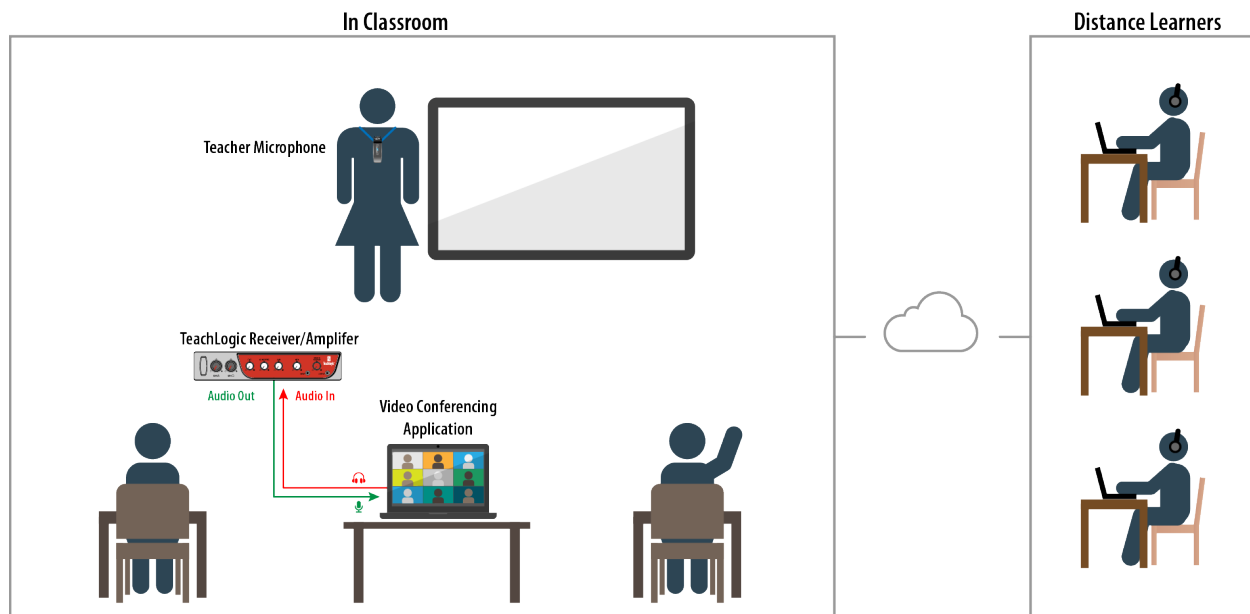 In Classroom
Distance Learners
Teacher Microphone
TeachLogic Receiver/Amplifer
Audio Out
Audio In
Video Conferencing
Application